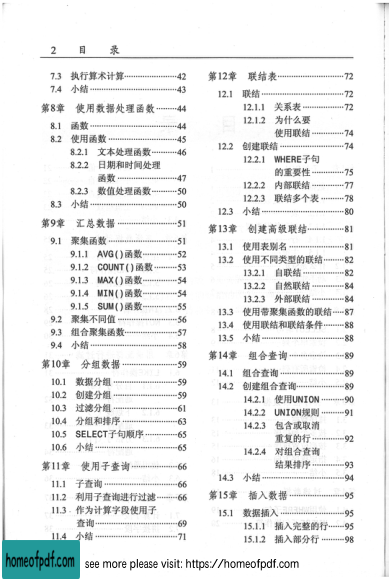 2 目 录
7.3 执行算术计算……………42
7.4 小结……………43
第8章 使用数据处理函数………44
8.1 函数……………44
8.2 使用函数……………45
8.2.1 文本处理函数………46
8.2.2 日期和时间处理
函数……………47
8.2.3 数值处理函数………50
8.3 小结……………50
第9章 汇总数据……………51
9.1 聚集函数……………51
9.1.1 AVG()函数………52
9.1.2 COUNT()函数……53
9.1.3 MAX()函数………54
9.1.4 MIN()函数………54
9.1.5 SUM()函数………55
9.2 聚集不同值……………56
9.3 组合聚集函数……………57
9.4 小结……………58
第10章 分组数据……………59
10.1 数据分组……………59
10.2 创建分组……………59
10.3 过滤分组……………61
10.4 分组和排序……………63
10.5 SELECT子句顺序………65
10.6 小结……………65
第11章 使用子查询……………66
11.1 子查询……………66
11.2 利用子查询进行过滤……66
11.3 作为计算字段使用子
查询……………69
11.4 小结……………71
第12章 联结表……………72
12.1 联结……………72
12.1.1 关系表……………72
12.1.2 为什么要
使用联结………74
12.2 创建联结……………74
12.2.1 WHERE子句
的重要性………75
12.2.2 内部联结………77
12.2.3 联结多个表………78
12.3 小结……………80
第13章 创建高级联结…………81
13.1 使用表别名……………81
13.2 使用不同类型的联结……82
13.2.1 自联结……………82
13.2.2 自然联结………84
13.2.3 外部联结………84
13.3 使用带聚集函数的联结……87
13.4 使用联结和联结条件……88
13.5 小结……………88
第14章 组合查询……………89
14.1 组合查询……………89
14.2 创建组合查询……………89
14.2.1 使用UNION………90
14.2.2 UNION规则………91
14.2.3 包含或取消
重复的行………92
14.2.4 对组合查询
结果排序………93
14.3 小结……………94
第15章 插入数据……………95
15.1 数据插入……………95
15.1.1 插入完整的行……95
15.1.2 插入部分行………98
homeofpdf.com
see more please visit: https://homeofpdf.com